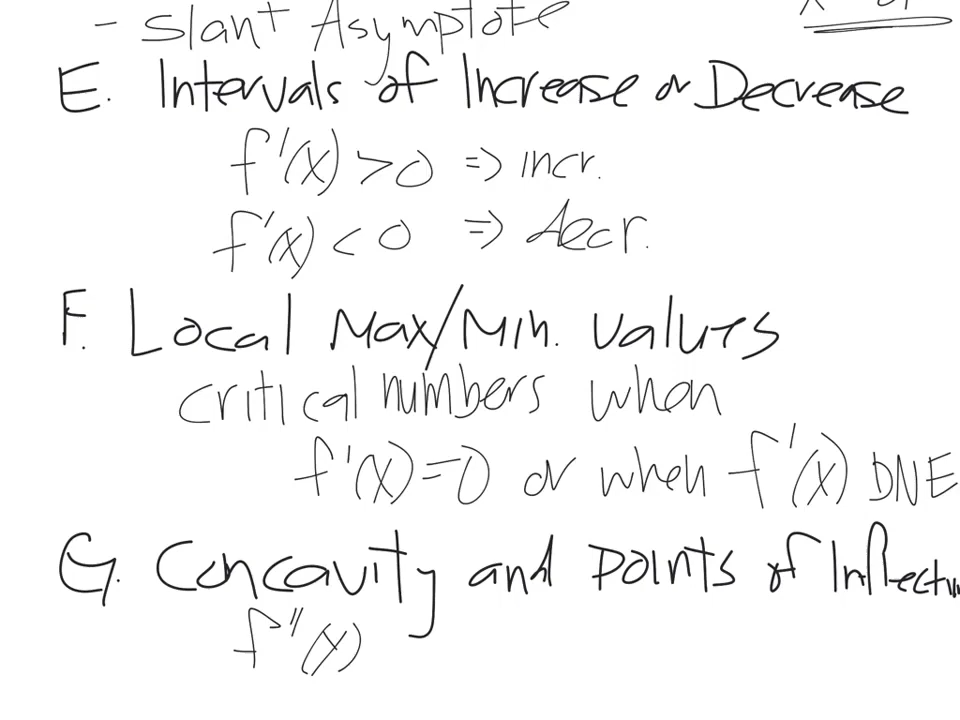 - Slant Asymptote
E. Intervals of Increase or Decrease
f'(x) > 0 => incr.
f'(x) < 0 => decr.
F. Local Max/Min. values
critical numbers when
f'(x) = 0 or when f'(x) DNE
G. Concavity and points of Inflection
f''(x)